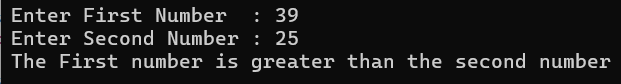 Enter First Number  : 39
Enter Second Number : 25
The First number is greater than the second number